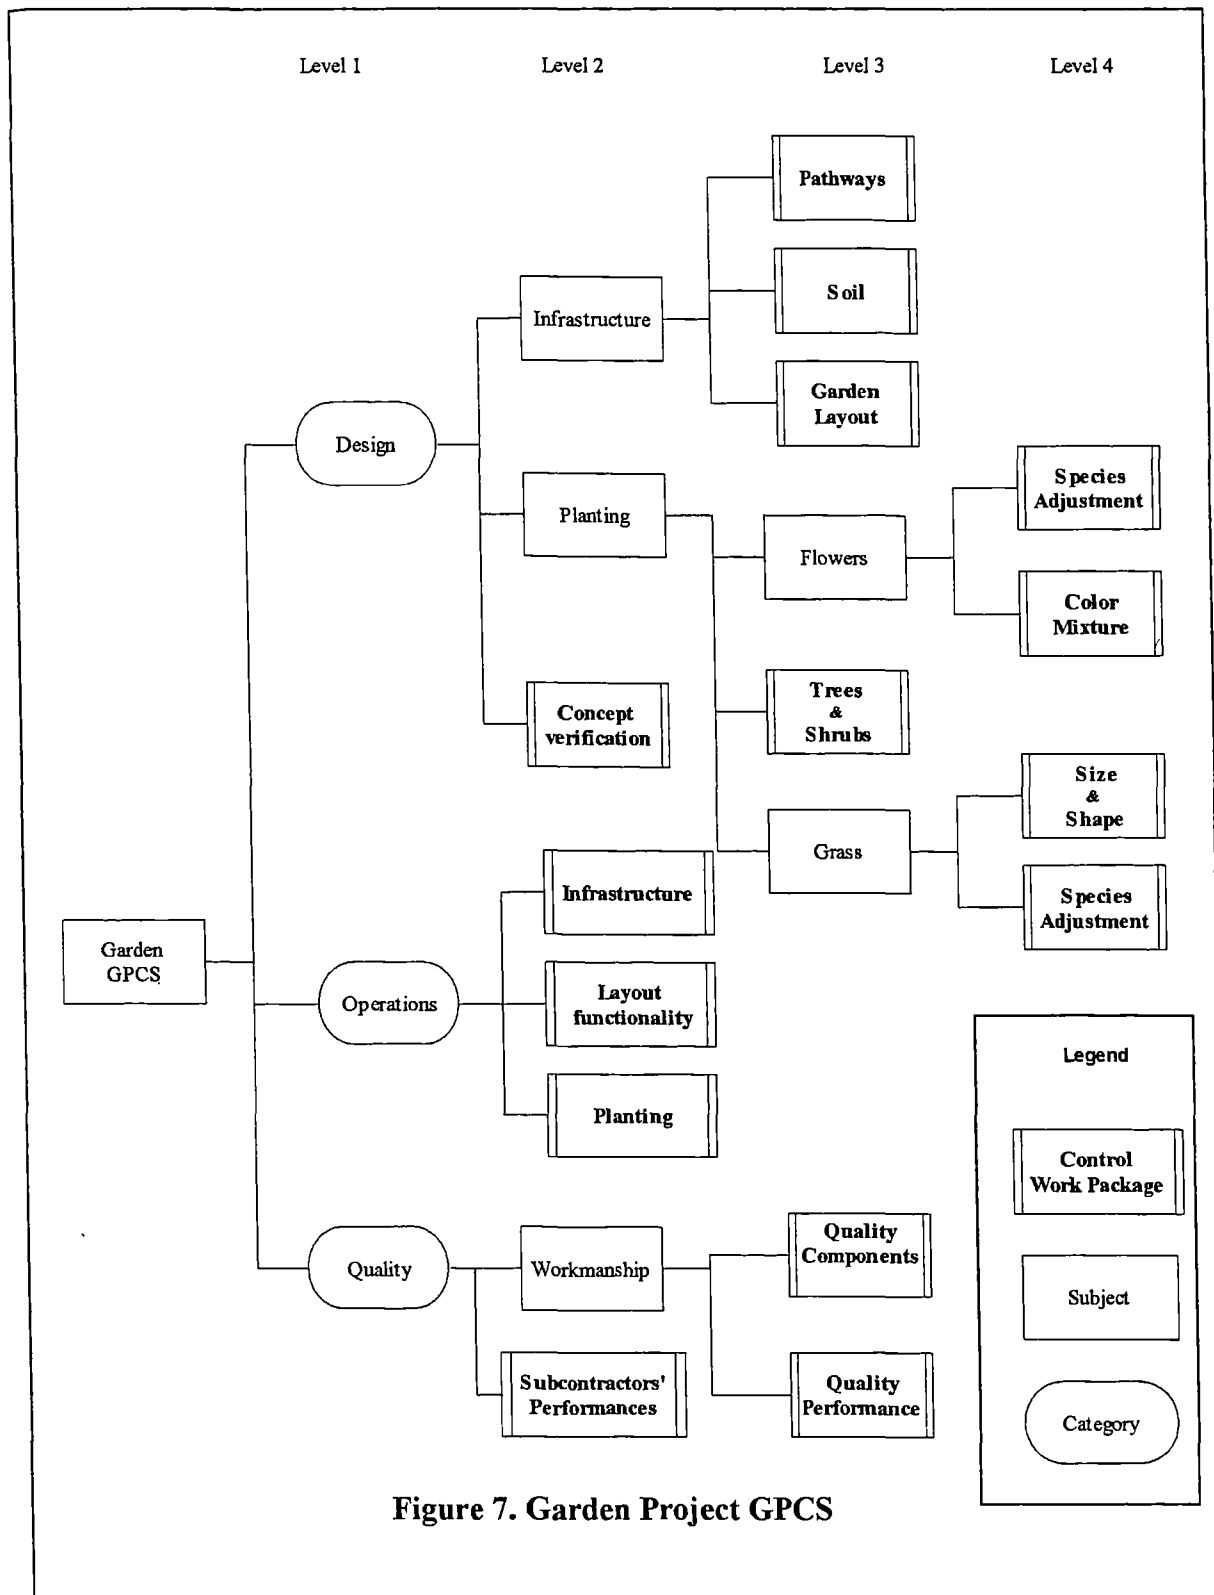 Level 1
Level 2
Level 3
Level 4
Pathways
Soil
Infrastructure
Garden
Layout
Design
Species
Adjustment
Planting
Flowers
Color
Mixture
Concept
verification
Trees
&
Shrubs
Size
&
Shape
Grass
Infrastructure
Species
Adjustment
Garden
GPCS
Operations
Layout
functionality
Planting
Legend
Control
Work Package
Quality
Workmanship
Quality
Components
Subject
Subcontractors'
Performances
Quality
Performance
Category
Figure 7. Garden Project GPCS